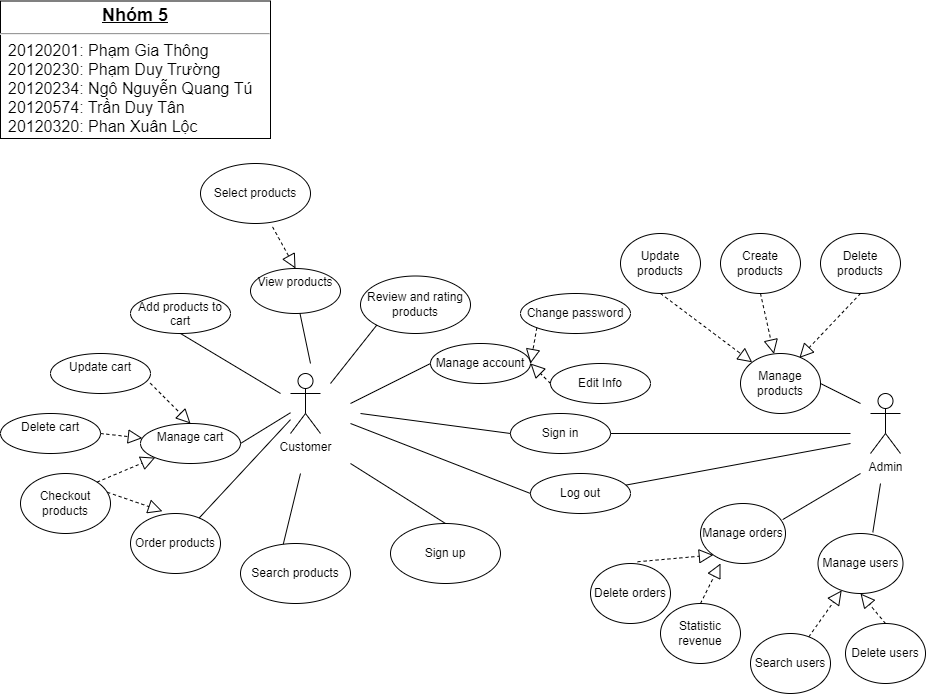 Nhóm 5
20120201: Phạm Gia Thông
20120230: Phạm Duy Trường
20120234: Ngô Nguyễn Quang Tú
20120574: Trần Duy Tân
20120320: Phan Xuân Lộc
Select products
View products
Add products to
cart
Review and rating
products
Change password
Manage account
Edit Info
Update cart
Delete cart
Manage cart
Checkout
products
Order products
Search products
Sign up
Customer
Sign in
Log out
Update
products
Create
products
Delete
products
Manage
products
Admin
Manage orders
Delete orders
Statistic
revenue
Manage users
Search users
Delete users